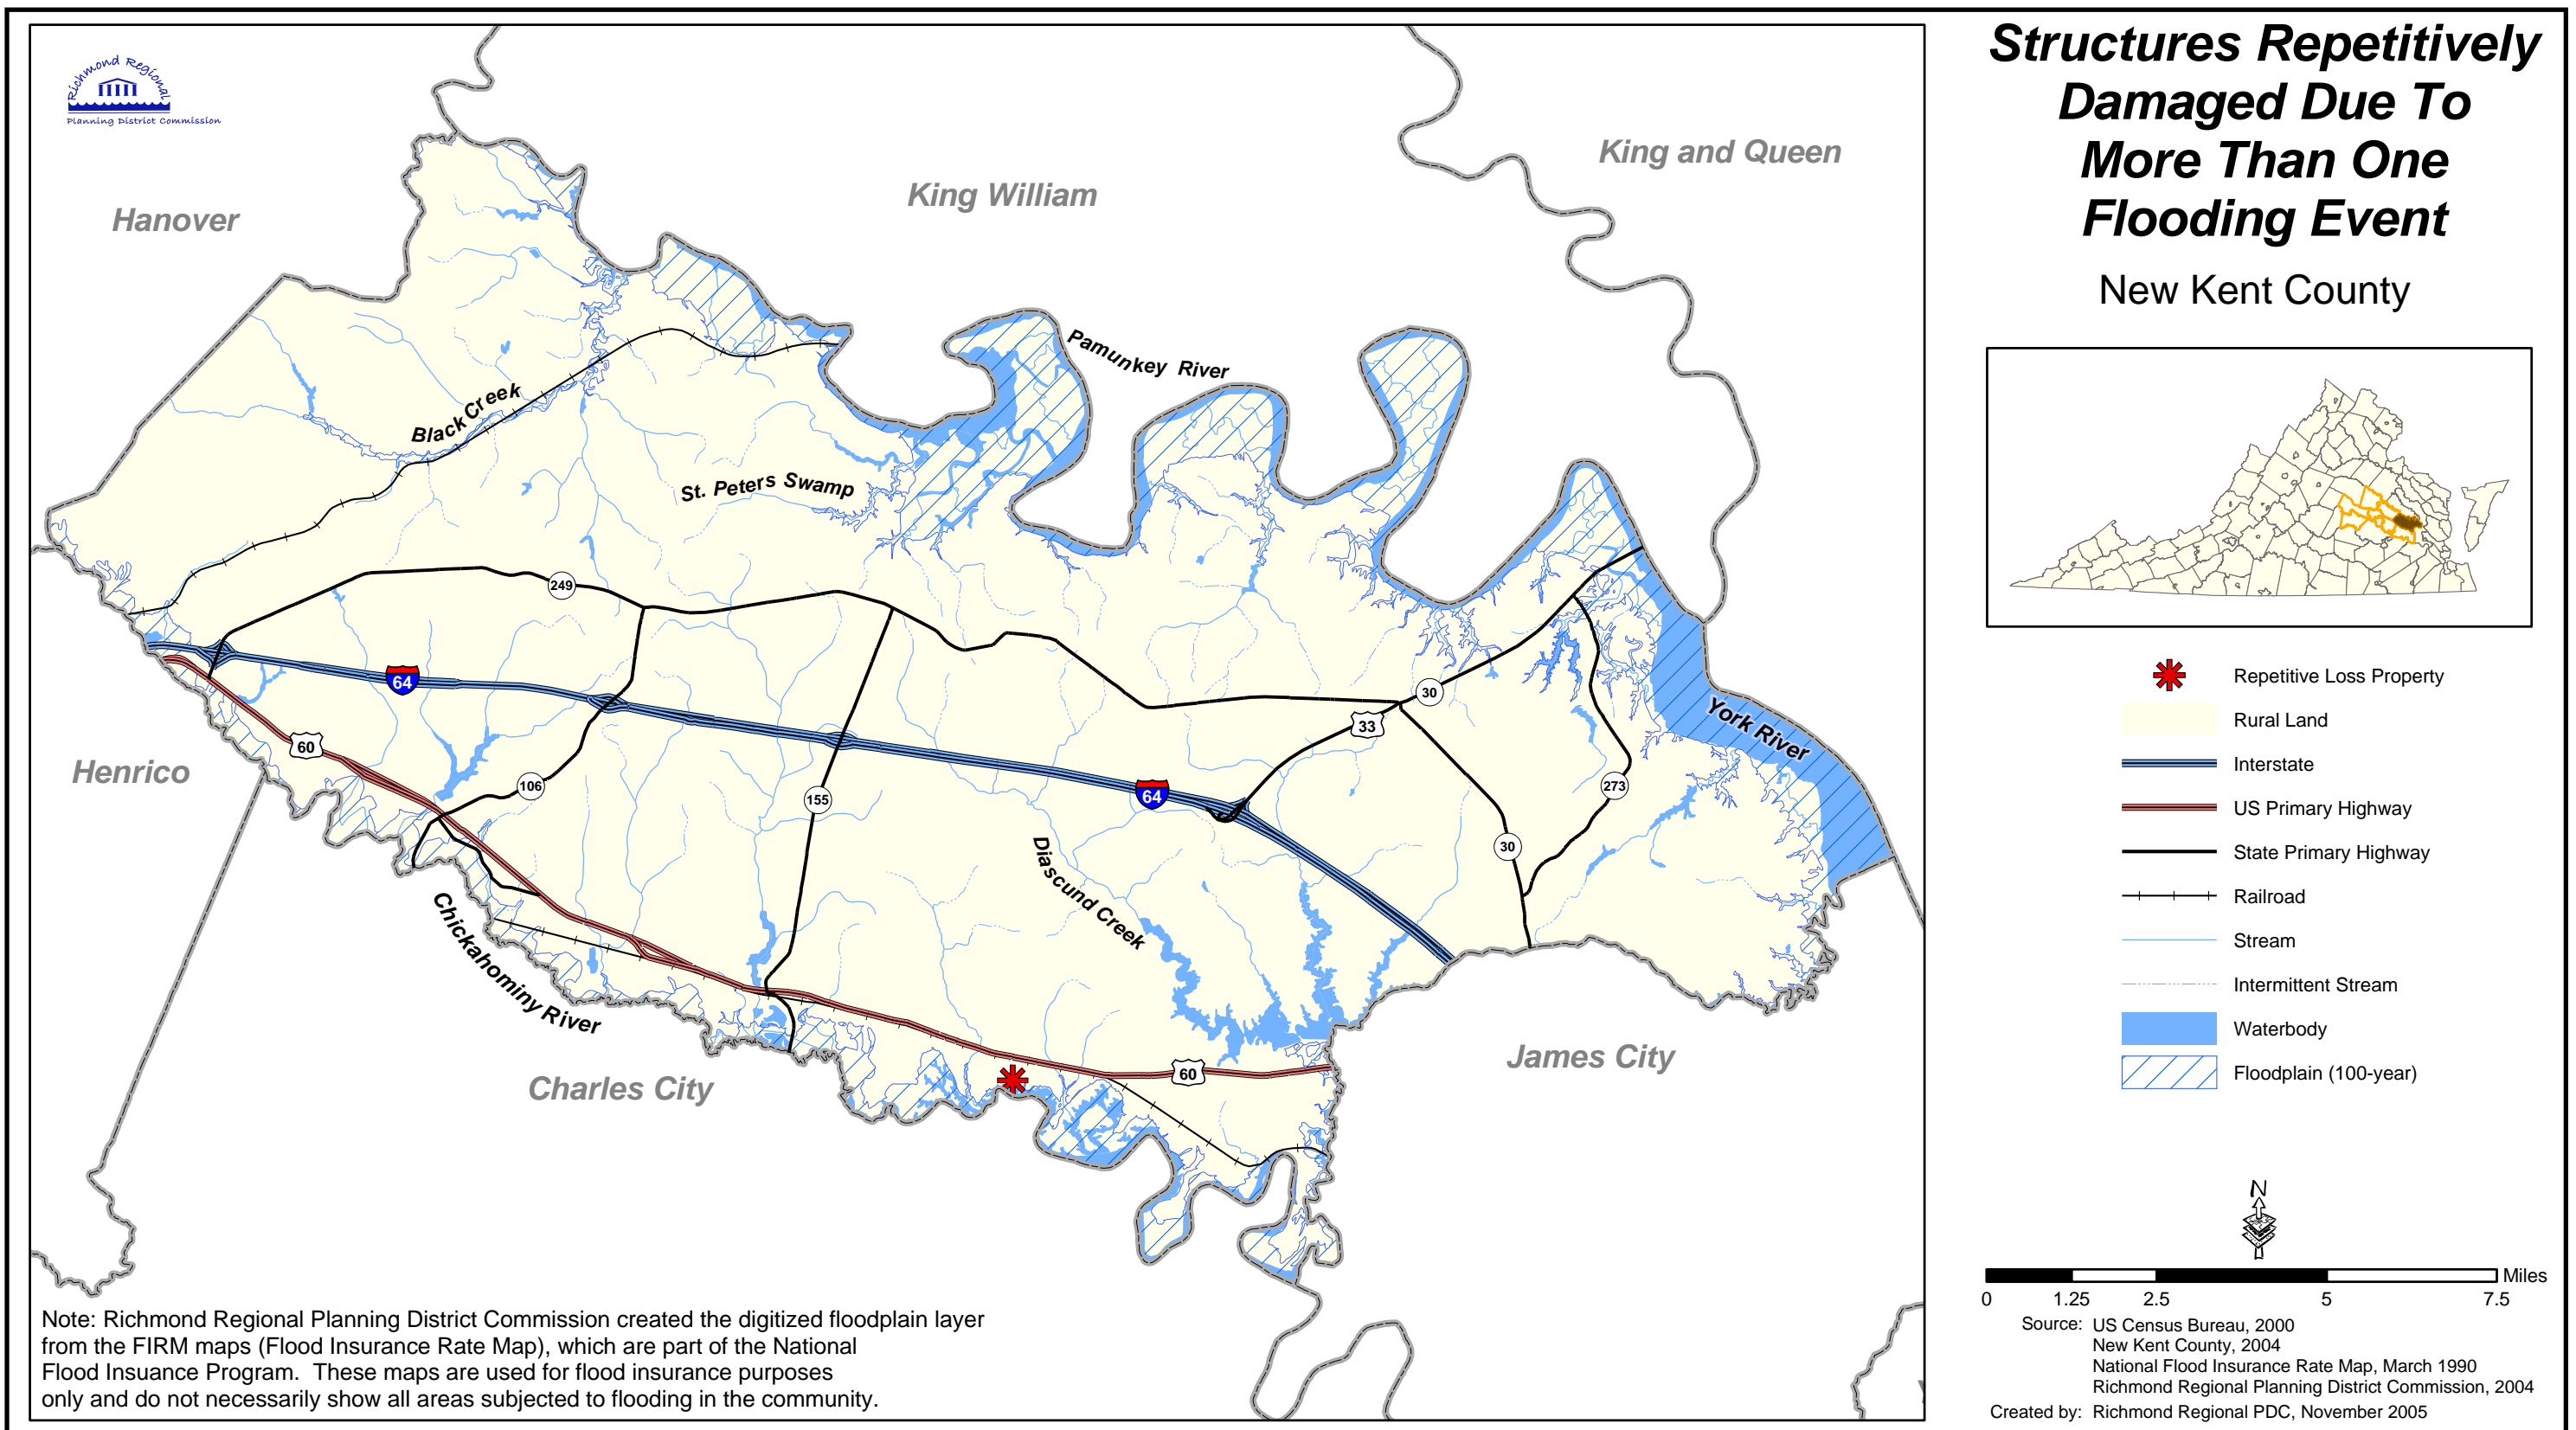 Structures Repetitively
Damaged Due To
More Than One
Flooding Event
New Kent County
Richmond Regional
Planning District Commission
Hanover
King William
King and Queen
Pamunkey River
Black Creek
St. Peters Swamp
249
64
30
33
York River
60
Henrico
106
155
64
273
30
Diascund Creek
Chickahominy River
James City
60
Charles City
Repetitive Loss Property
Rural Land
Interstate
US Primary Highway
State Primary Highway
Railroad
Stream
Intermittent Stream
Waterbody
Floodplain (100-year)
N
Miles
0 1.25 2.5 5 7.5
Source: US Census Bureau, 2000
New Kent County, 2004
National Flood Insurance Rate Map, March 1990
Richmond Regional Planning District Commission, 2004
Created by: Richmond Regional PDC, November 2005
Note: Richmond Regional Planning District Commission created the digitized floodplain layer
from the FIRM maps (Flood Insurance Rate Map), which are part of the National
Flood Insuance Program. These maps are used for flood insurance purposes
only and do not necessarily show all areas subjected to flooding in the community.